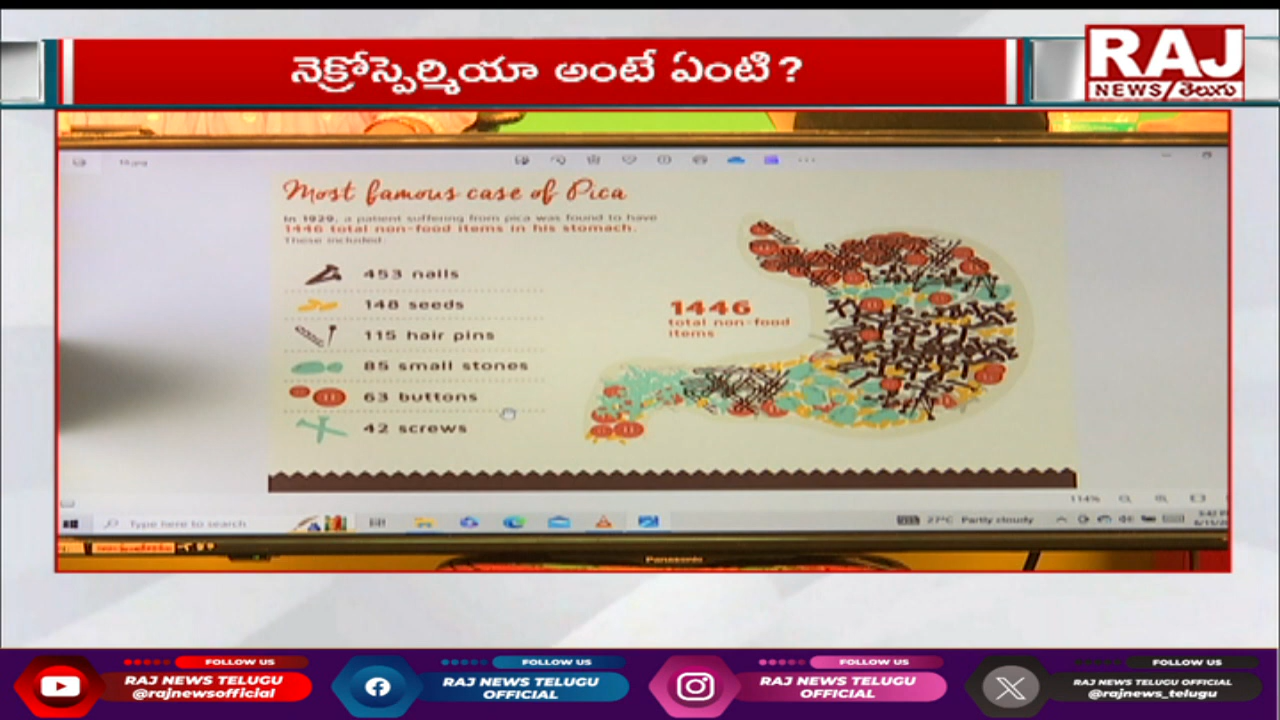 నెక్రోస్పెర్మియా అంటే ఏంటి?
RAJ
NEWS/తెలుగు
Most famous case of Pica
In 1929, a patient suffering from pica was found to have
1446 total non-food items in his stomach.
These included:
453 nails
148 seeds
115 hair pins
85 small stones
63 buttons
42 screws
1446
total non-food
items
114%
Type here to search
27°C Partly cloudy
Panasonic
FOLLOW US
RAJ NEWS TELUGU
@rajnewsofficial
FOLLOW US
RAJ NEWS TELUGU
OFFICIAL
FOLLOW US
RAJ NEWS TELUGU
OFFICIAL
FOLLOW US
RAJ NEWS TELUGU OFFICIAL
@rajnews_telugu